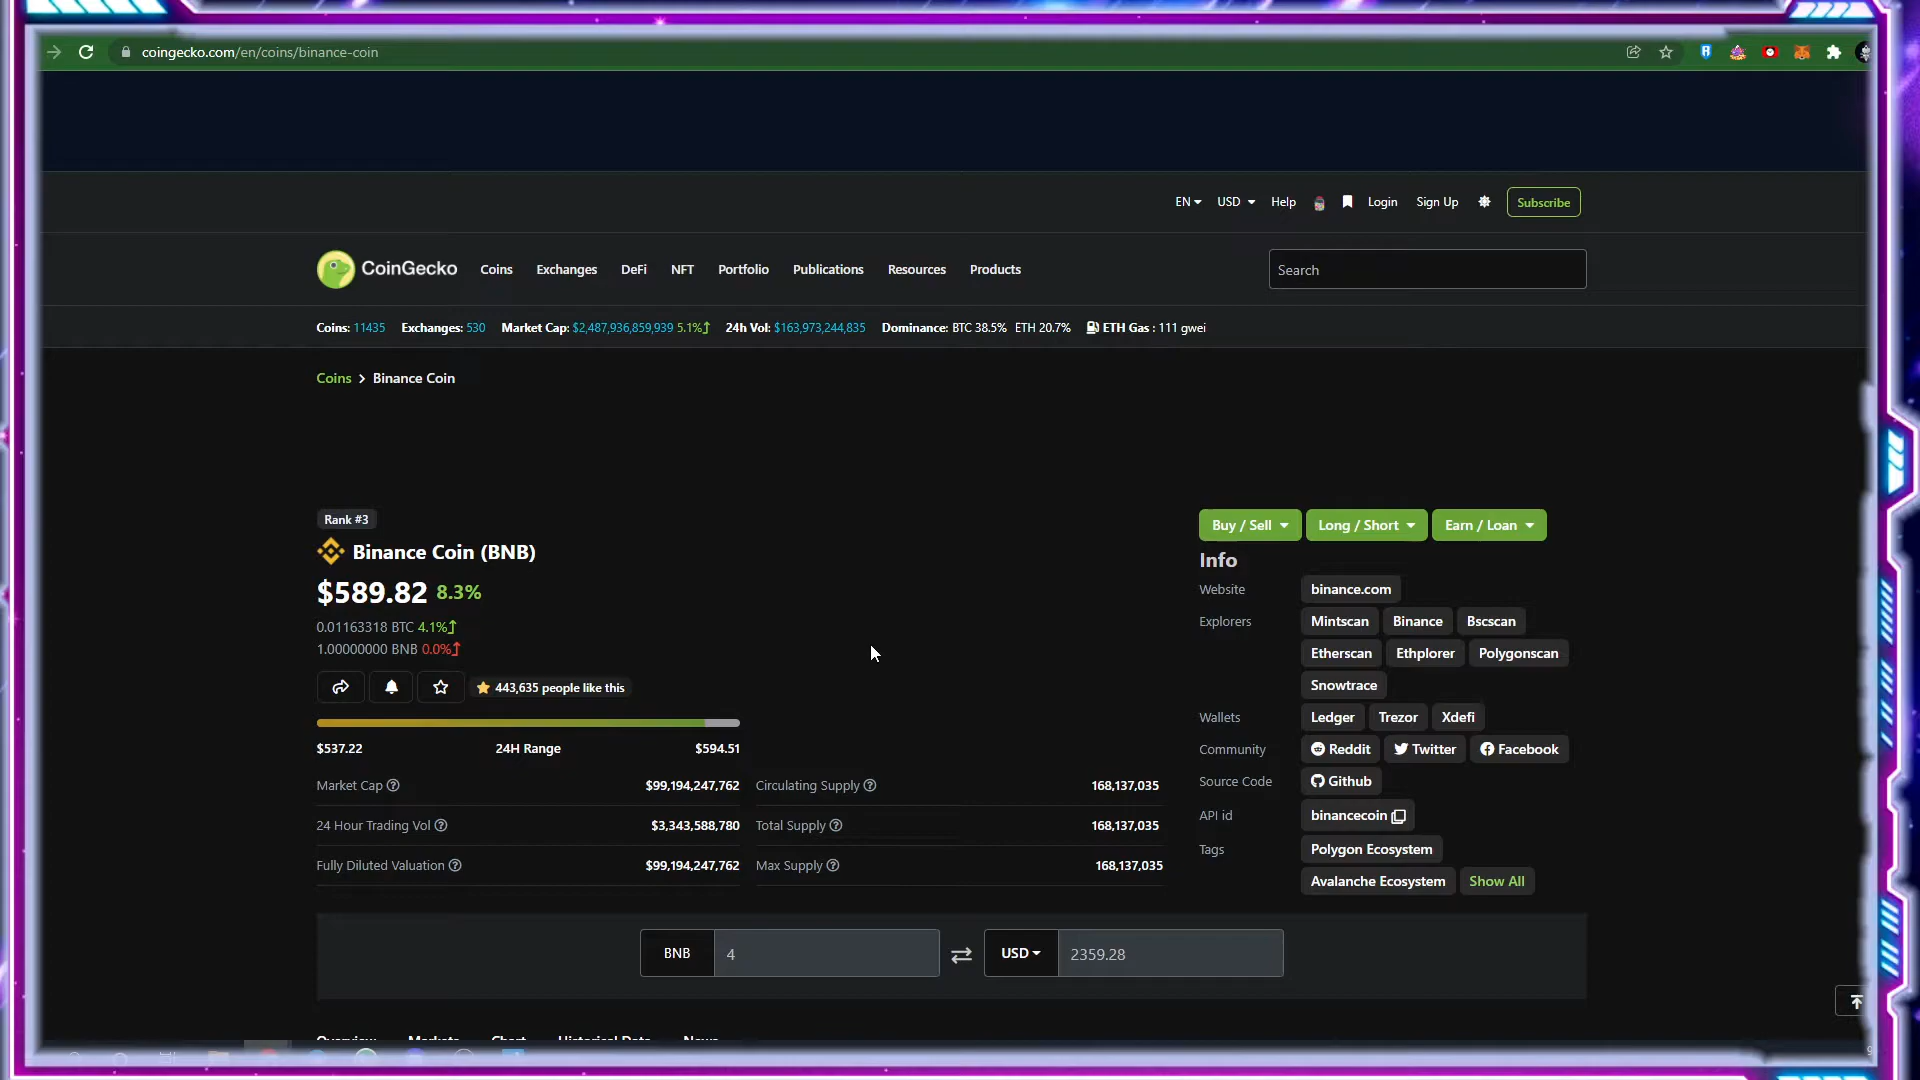 coingecko.com/en/coins/binance-coin
EN USD Help Login Sign Up Subscribe
CoinGecko Coins Exchanges DeFi NFT Portfolio Publications Resources Products Search
Coins: 11435 Exchanges: 530 Market Cap: $2,487,936,859,939 5.1% 24h Vol: $163,973,244,835 Dominance: BTC 38.5% ETH 20.7% ETH Gas : 111 gwei
Coins > Binance Coin
Rank #3
Binance Coin (BNB)
$589.82 8.3%
0.01163318 BTC 4.1%
1.00000000 BNB 0.0%
443,635 people like this
$537.22 24H Range $594.51
Market Cap $99,194,247,762
24 Hour Trading Vol $3,343,588,780
Fully Diluted Valuation $99,194,247,762
Circulating Supply 168,137,035
Total Supply 168,137,035
Max Supply 168,137,035
Buy / Sell Long / Short Earn / Loan
Info
Website binance.com
Explorers Mintscan Binance Bscscan
Etherscan Ethplorer Polygonscan
Snowtrace
Wallets Ledger Trezor Xdefi
Community Reddit Twitter Facebook
Source Code Github
API id binancecoin
Tags Polygon Ecosystem
Avalanche Ecosystem Show All
BNB 4 USD 2359.28
Overview Markets Chart Historical Data News